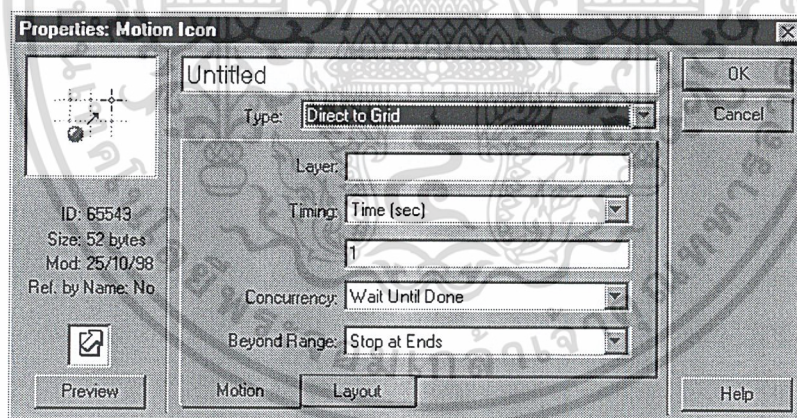 Properties: Motion Icon
Untitled
OK
Type: Direct to Grid
Cancel
Layer:
ID: 65543
Timing: Time (sec)
Size: 52 bytes
1
Mod: 25/10/98
Ref. by Name: No
Concurrency: Wait Until Done
Beyond Range: Stop at Ends
Preview
Motion
Layout
Help